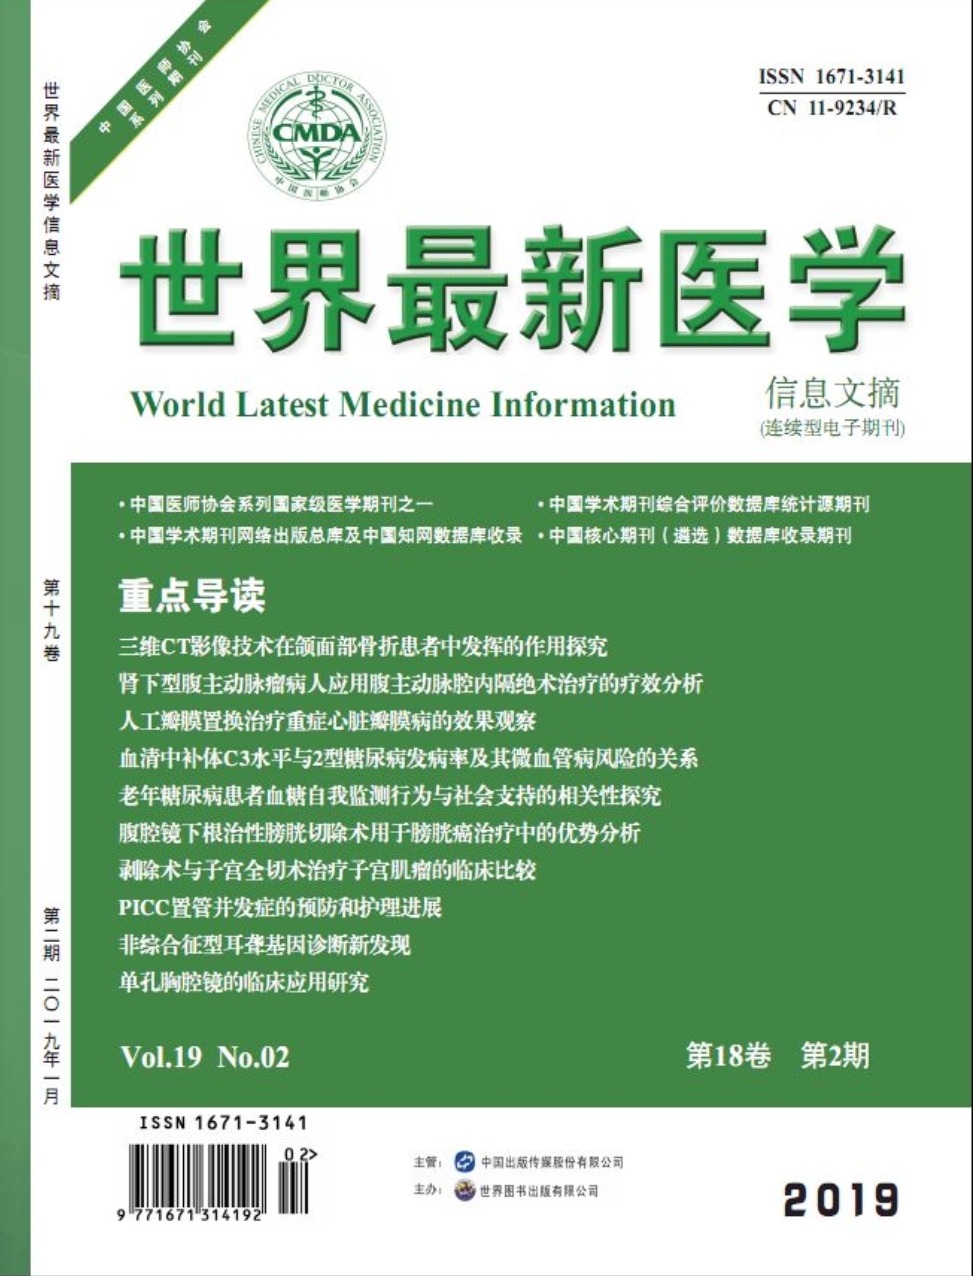 中国医师协会
系列期刊
世界最新医学信息文摘
第十九卷
第二期 二〇一九年一月
CHINESE MEDICAL DOCTOR ASSOCIATION
CMDA
中国医师协会
ISSN 1671-3141
CN 11-9234/R
世界最新医学
World Latest Medicine Information
信息文摘
(连续型电子期刊)
·中国医师协会系列国家级医学期刊之一
·中国学术期刊综合评价数据库统计源期刊
·中国学术期刊网络出版总库及中国知网数据库收录
·中国核心期刊（遴选）数据库收录期刊
重点导读
三维CT影像技术在颌面部骨折患者中发挥的作用探究
肾下型腹主动脉瘤病人应用腹主动脉腔内隔绝术治疗的疗效分析
人工瓣膜置换治疗重症心脏瓣膜病的效果观察
血清中补体C3水平与2型糖尿病发病率及其微血管病风险的关系
老年糖尿病患者血糖自我监测行为与社会支持的相关性探究
腹腔镜下根治性膀胱切除术用于膀胱癌治疗中的优势分析
剥除术与子宫全切术治疗子宫肌瘤的临床比较
PICC置管并发症的预防和护理进展
非综合征型耳聋基因诊断新发现
单孔胸腔镜的临床应用研究
Vol.19 No.02
第18卷 第2期
ISSN 1671-3141
02>
9 771671 314192
主管： 中国出版传媒股份有限公司
主办： 世界图书出版有限公司
2019